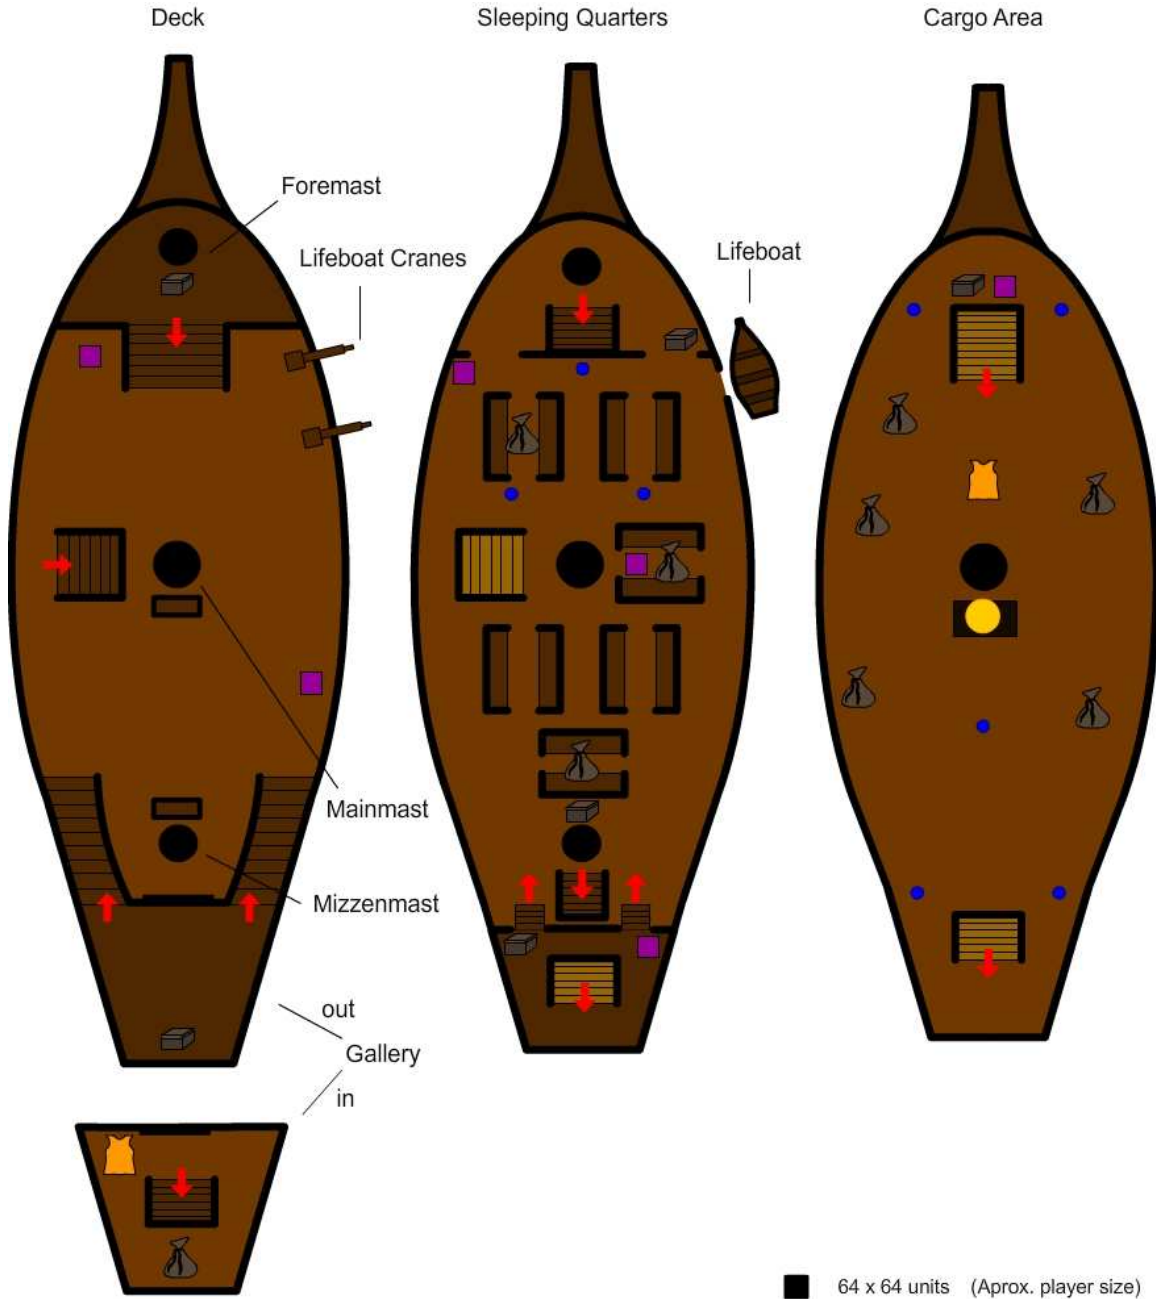 Deck
Sleeping Quarters
Cargo Area
Foremast
Lifeboat Cranes
Lifeboat
Mainmast
Mizzenmast
out
Gallery
in
64 x 64 units (Aprox. player size)